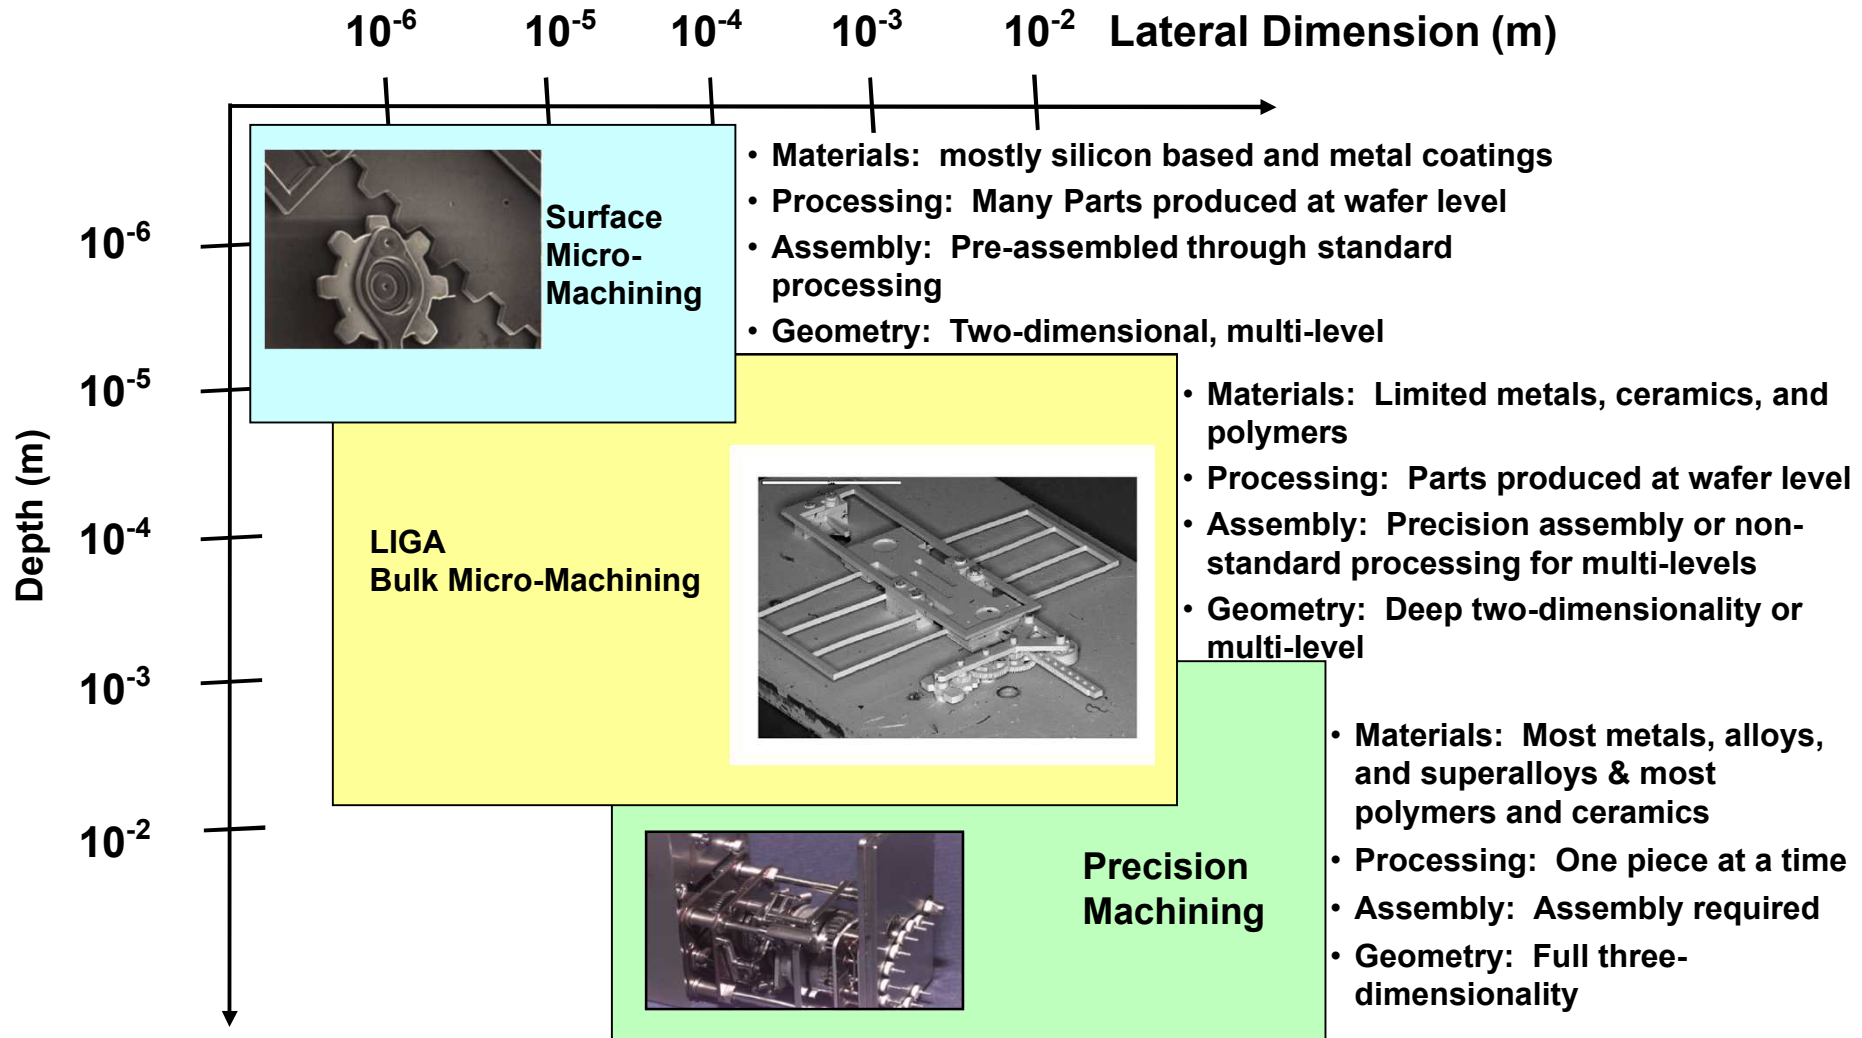 10-6 10-5 10-4 10-3 10-2 Lateral Dimension (m)
• Materials: mostly silicon based and metal coatings
• Processing: Many Parts produced at wafer level
• Assembly: Pre-assembled through standard
processing
• Geometry: Two-dimensional, multi-level
Surface
Micro-
Machining
10-6
10-5
10-4
10-3
10-2
Depth (m)
• Materials: Limited metals, ceramics, and
polymers
• Processing: Parts produced at wafer level
• Assembly: Precision assembly or non-
standard processing for multi-levels
• Geometry: Deep two-dimensionality or
multi-level
LIGA
Bulk Micro-Machining
• Materials: Most metals, alloys,
and superalloys & most
polymers and ceramics
• Processing: One piece at a time
• Assembly: Assembly required
• Geometry: Full three-
dimensionality
Precision
Machining